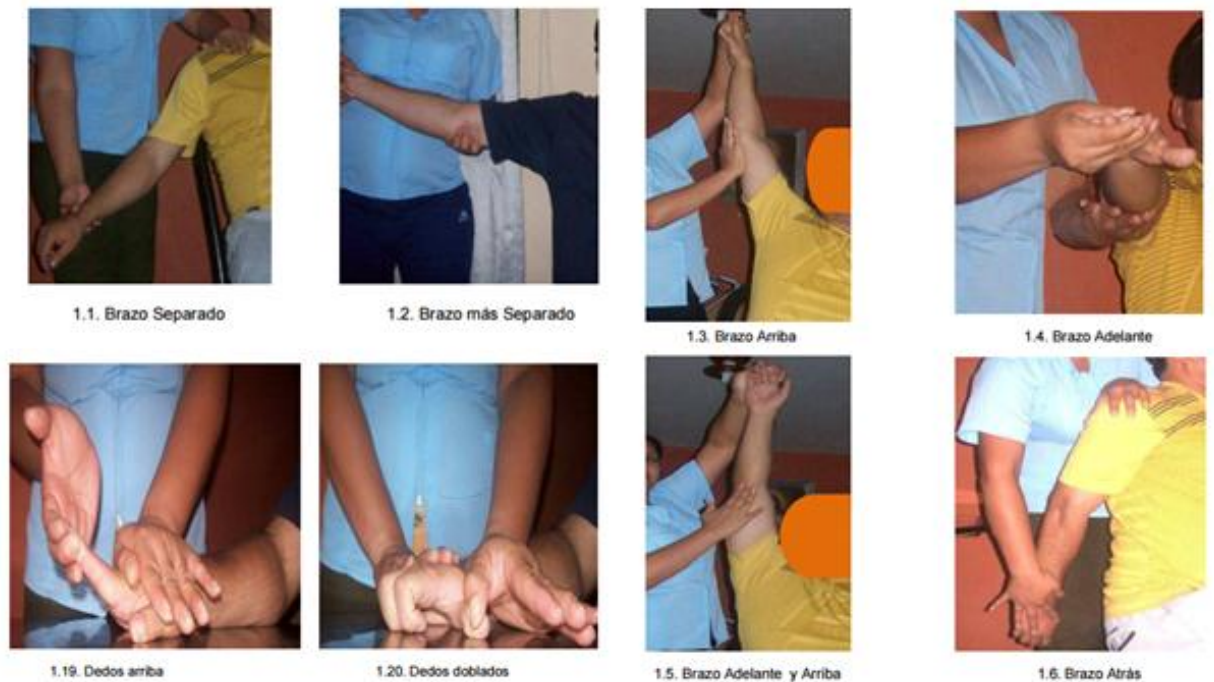 1.1. Brazo Separado
1.2. Brazo más Separado
1.3. Brazo Arriba
1.4. Brazo Adelante
1.19. Dedos arriba
1.20. Dedos doblados
1.5. Brazo Adelante y Arriba
1.6. Brazo Atrás